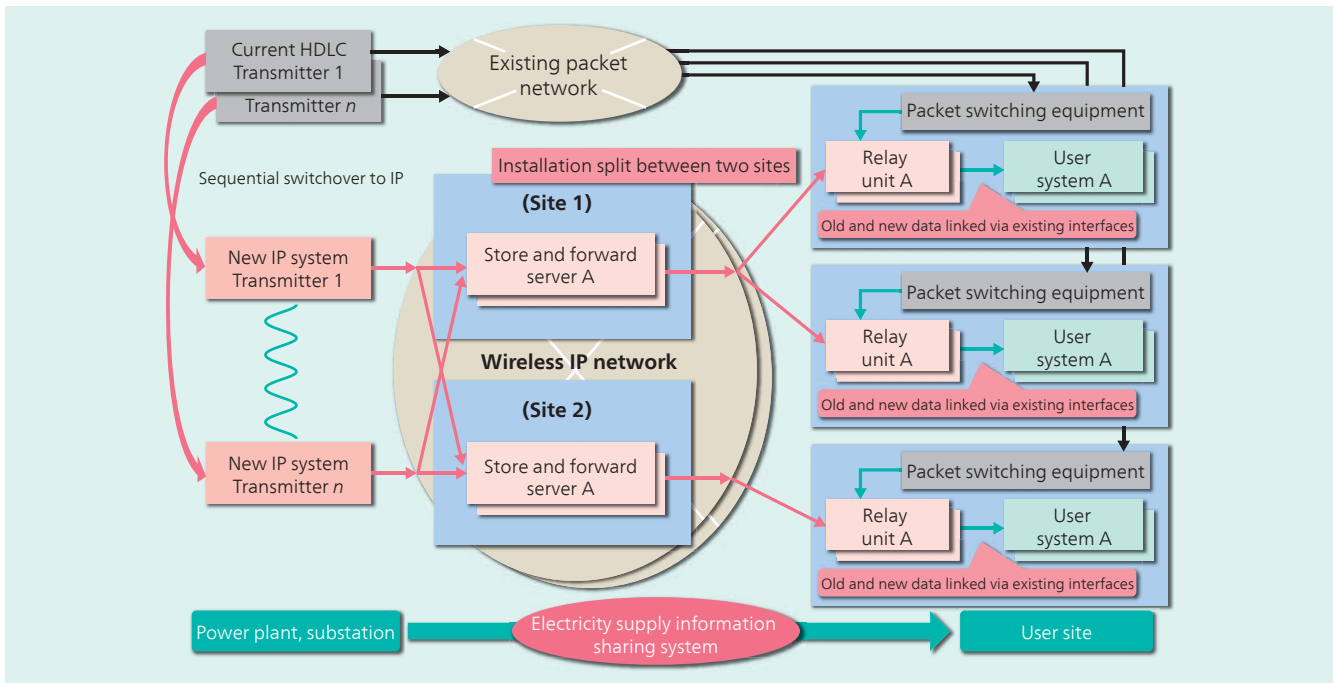 Current HDLC
Transmitter 1
Transmitter n
Existing packet
network
Sequential switchover to IP
Installation split between two sites
(Site 1)
Store and forward
server A
New IP system
Transmitter 1
Wireless IP network
(Site 2)
Store and forward
server A
New IP system
Transmitter n
Packet switching equipment
Relay
unit A
User
system A
Old and new data linked via existing interfaces
Packet switching equipment
Relay
unit A
User
system A
Old and new data linked via existing interfaces
Packet switching equipment
Relay
unit A
User
system A
Old and new data linked via existing interfaces
Power plant, substation
Electricity supply information
sharing system
User site